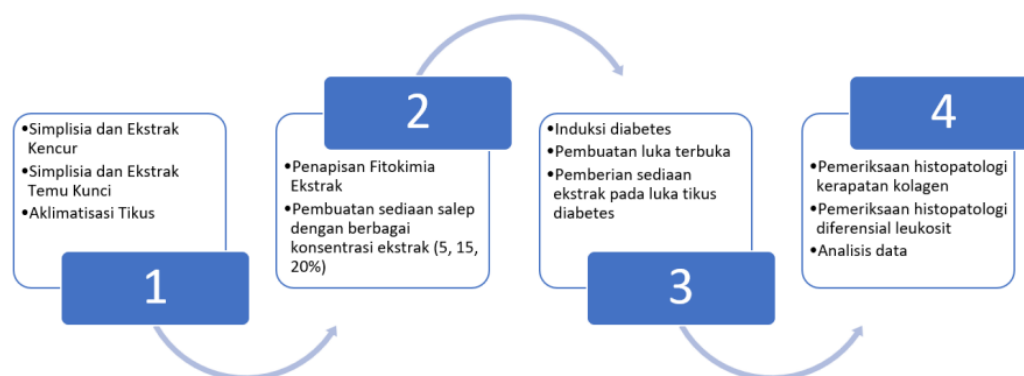 •Simplisia dan Ekstrak
Kencur
•Simplisia dan Ekstrak
Temu Kunci
•Aklimatisasi Tikus
1
2
•Penapisan Fitokimia
Ekstrak
•Pembuatan sediaan salep
dengan berbagai
konsentrasi ekstrak (5, 15,
20%)
•Induksi diabetes
•Pembuatan luka terbuka
•Pemberian sediaan
ekstrak pada luka tikus
diabetes
3
4
•Pemeriksaan histopatologi
kerapatan kolagen
•Pemeriksaan histopatologi
diferensial leukosit
•Analisis data